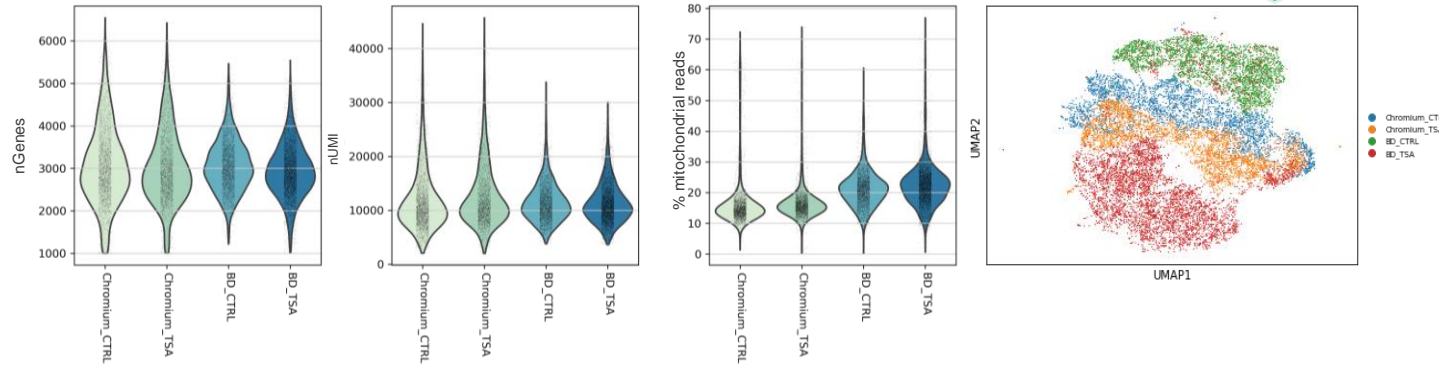 nGenes
6000
5000
4000
3000
2000
1000
Chromium_CTRL
Chromium_TSA
BD_CTRL
BD_TSA
nUMI
40000
30000
20000
10000
0
Chromium_CTRL
Chromium_TSA
BD_CTRL
BD_TSA
% mitochondrial reads
80
70
60
50
40
30
20
10
0
Chromium_CTRL
Chromium_TSA
BD_CTRL
BD_TSA
UMAP2
UMAP1
Chromium_CT
Chromium_TSA
BD_CTRL
BD_TSA